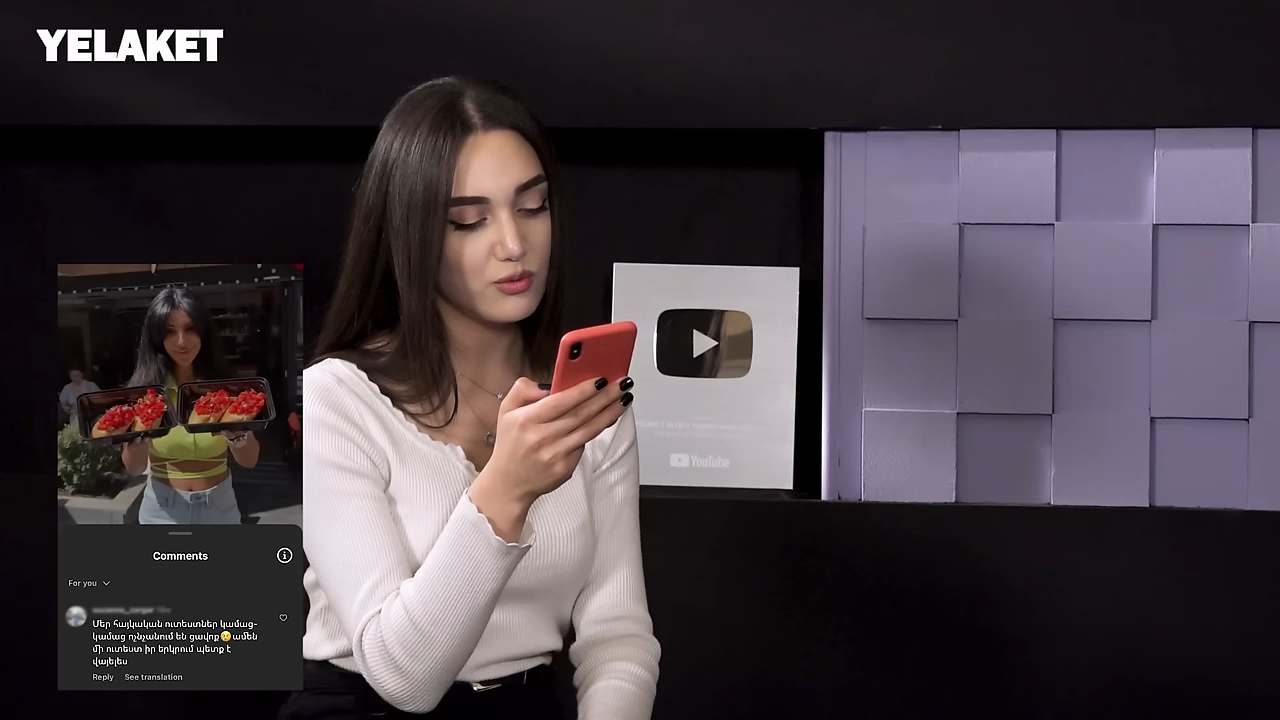 YELAKET
YouTube
Comments
For you
Մեր հայկական ուտեստներ կամաց-
կամաց ոչնչանում են ցավոք😢ամեն
մի ուտեստ իր երկրում պետք է
վայելես
Reply See translation